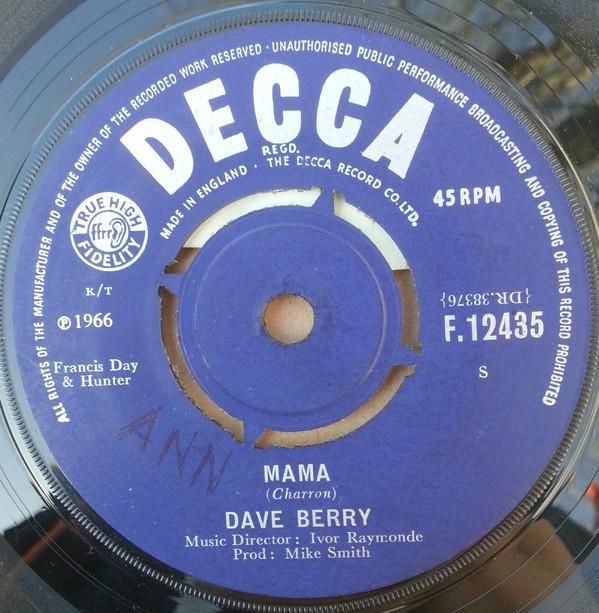 ALL RIGHTS OF THE MANUFACTURER AND OF THE OWNER OF THE RECORDED WORK RESERVED · UNAUTHORISED PUBLIC PERFORMANCE BROADCASTING AND COPYING OF THIS RECORD PROHIBITED
DECCA
REGD.
MADE IN ENGLAND · THE DECCA RECORD CO. LTD.
TRUE HIGH
ffrr
FIDELITY
45 RPM
K/T
{DR.38376}
℗1966
F.12435
Francis Day
& Hunter
S
ANN
MAMA
(Charron)
DAVE BERRY
Music Director: Ivor Raymonde
Prod: Mike Smith